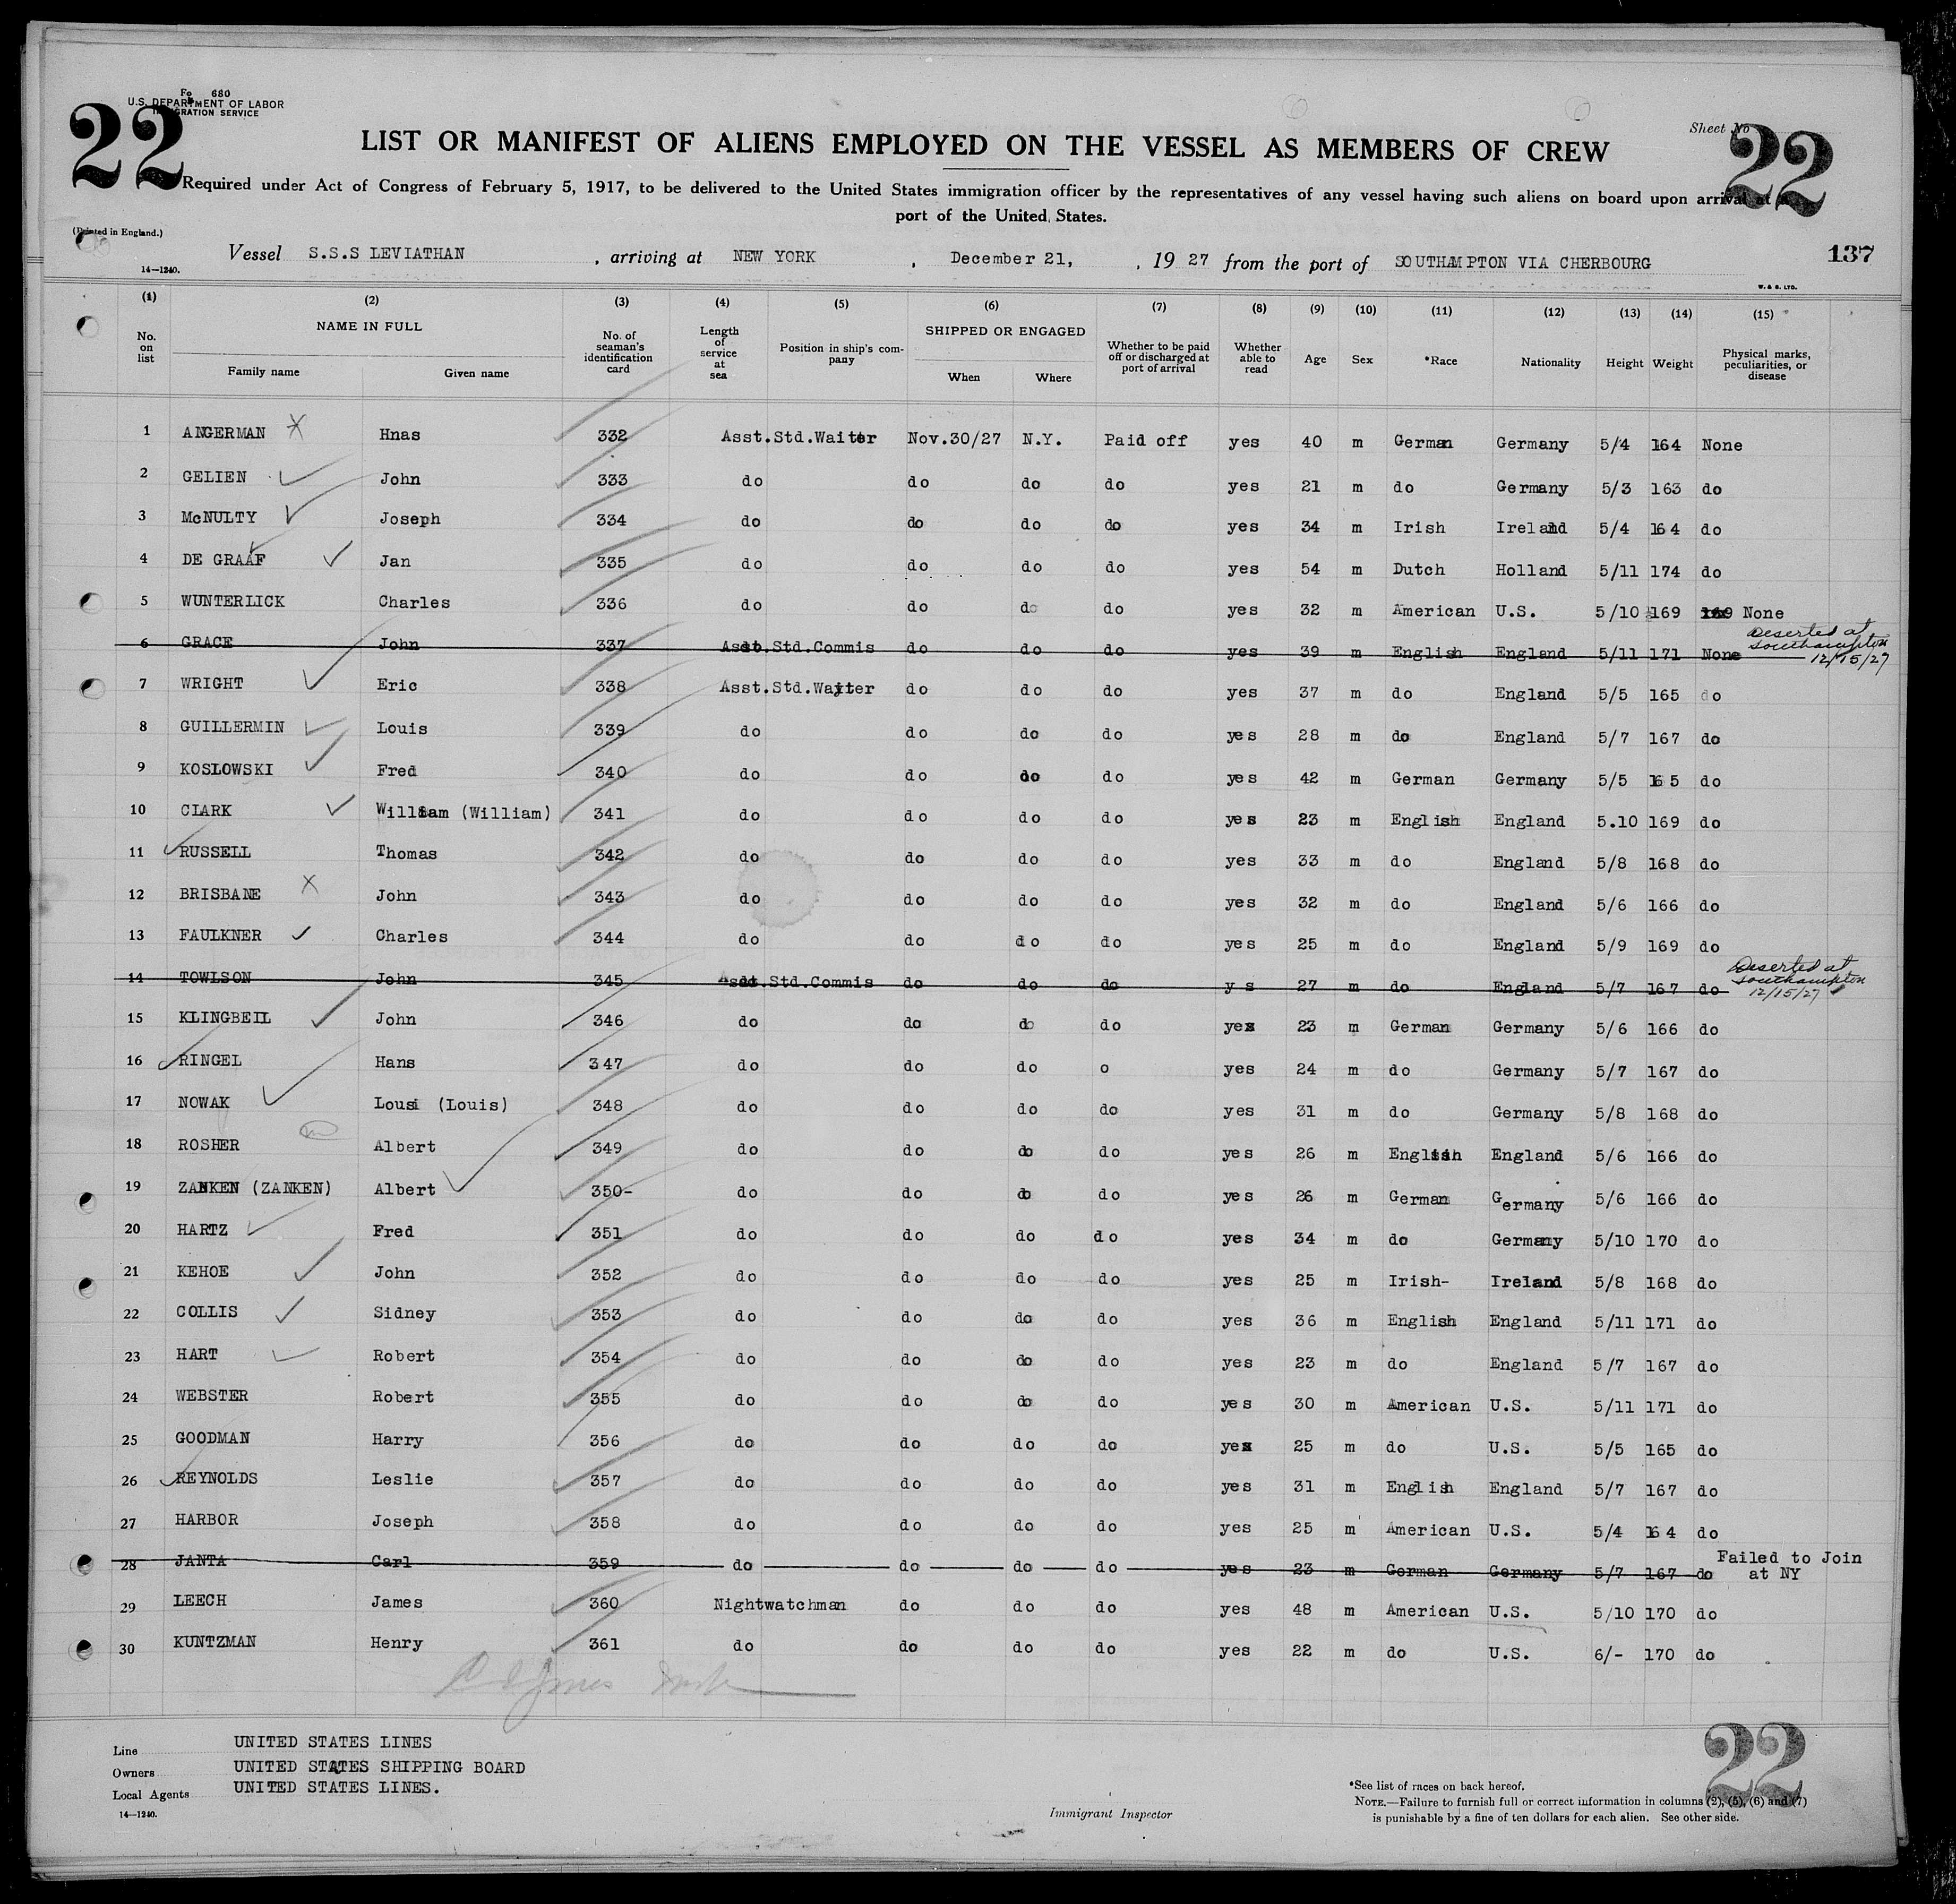 22
Fo 680
U.S. DEPARTMENT OF LABOR
IMMIGRATION SERVICE
Sheet No
22
LIST OR MANIFEST OF ALIENS EMPLOYED ON THE VESSEL AS MEMBERS OF CREW
Required under Act of Congress of February 5, 1917, to be delivered to the United States immigration officer by the representatives of any vessel having such aliens on board upon arrival at a
port of the United States.
(Printed in England.)
Vessel S.S.S LEVIATHAN , arriving at NEW YORK , December 21, , 19 27 from the port of SOUTHAMPTON VIA CHERBOURG 137
14—1240.
W. & S. LTD.
(1) (2) (3) (4) (5) (6) (7) (8) (9) (10) (11) (12) (13) (14) (15)
No. on list NAME IN FULL Family name Given name No. of seaman's identification card Length of service at sea Position in ship's company SHIPPED OR ENGAGED When Where Whether to be paid off or discharged at port of arrival Whether able to read Age Sex *Race Nationality Height Weight Physical marks, peculiarities, or disease
1 ANGERMAN Hnas 332 Asst.Std.Waiter Nov.30/27 N.Y. Paid off yes 40 m German Germany 5/4 164 None
2 GELIEN John 333 do do do do yes 21 m do Germany 5/3 163 do
3 McNULTY Joseph 334 do do do do yes 34 m Irish Ireland 5/4 164 do
4 DE GRAAF Jan 335 do do do do yes 54 m Dutch Holland 5/11 174 do
5 WUNTERLICK Charles 336 do do do do yes 32 m American U.S. 5/10 169 169 None
6 GRACE John 337 Asst.Std.Commis do do do yes 39 m English England 5/11 171 None Deserted at Southampton 12/15/27
7 WRIGHT Eric 338 Asst.Std.Waiter do do do yes 37 m do England 5/5 165 do
8 GUILLERMIN Louis 339 do do do do yes 28 m do England 5/7 167 do
9 KOSLOWSKI Fred 340 do do do do yes 42 m German Germany 5/5 165 do
10 CLARK William (William) 341 do do do do yes 23 m English England 5.10 169 do
11 RUSSELL Thomas 342 do do do do yes 33 m do England 5/8 168 do
12 BRISBANE John 343 do do do do yes 32 m do England 5/6 166 do
13 FAULKNER Charles 344 do do do do yes 25 m do England 5/9 169 do
14 TOWLSON John 345 Asst.Std.Commis do do do y s 27 m do England 5/7 167 do Deserted at Southampton 12/15/27
15 KLINGBEIL John 346 do do do do yes 23 m German Germany 5/6 166 do
16 RINGEL Hans 347 do do do o yes 24 m do Germany 5/7 167 do
17 NOWAK Lousi (Louis) 348 do do do do yes 31 m do Germany 5/8 168 do
18 ROSHER Albert 349 do do do do yes 26 m English England 5/6 166 do
19 ZANKEN (ZANKEN) Albert 350- do do do do yes 26 m German Germany 5/6 166 do
20 HARTZ Fred 351 do do do do yes 34 m do Germany 5/10 170 do
21 KEHOE John 352 do do do do yes 25 m Irish- Ireland 5/8 168 do
22 COLLIS Sidney 353 do do do do yes 36 m English England 5/11 171 do
23 HART Robert 354 do do do do yes 23 m do England 5/7 167 do
24 WEBSTER Robert 355 do do do do yes 30 m American U.S. 5/11 171 do
25 GOODMAN Harry 356 do do do do yes 25 m do U.S. 5/5 165 do
26 REYNOLDS Leslie 357 do do do do yes 31 m English England 5/7 167 do
27 HARBOR Joseph 358 do do do do yes 25 m American U.S. 5/4 164 do
28 JANTA Carl 359 do do do do yes 23 m German Germany 5/7 167 do Failed to Join at NY
29 LEECH James 360 Nightwatchman do do do yes 48 m American U.S. 5/10 170 do
30 KUNTZMAN Henry 361 do do do do yes 22 m do U.S. 6/- 170 do
Line UNITED STATES LINES
Owners UNITED STATES SHIPPING BOARD
Local Agents UNITED STATES LINES.
14—1240.
Immigrant Inspector
22
*See list of races on back hereof.
NOTE.—Failure to furnish full or correct information in columns (2), (5), (6) and (7)
is punishable by a fine of ten dollars for each alien. See other side.